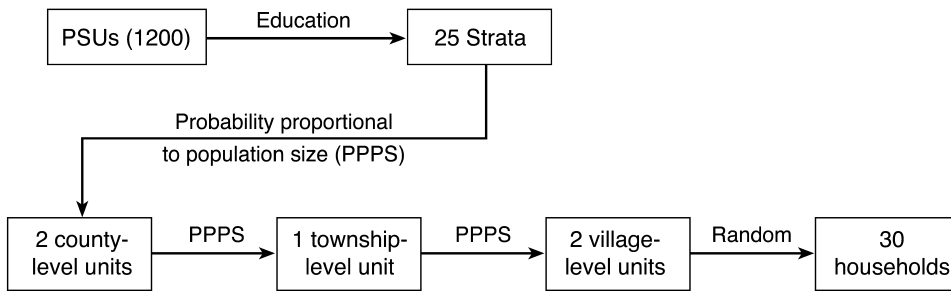 PSUs (1200)
Education
25 Strata
Probability proportional
to population size (PPPS)
2 county-
level units
PPPS
1 township-
level unit
PPPS
2 village-
level units
Random
30
households